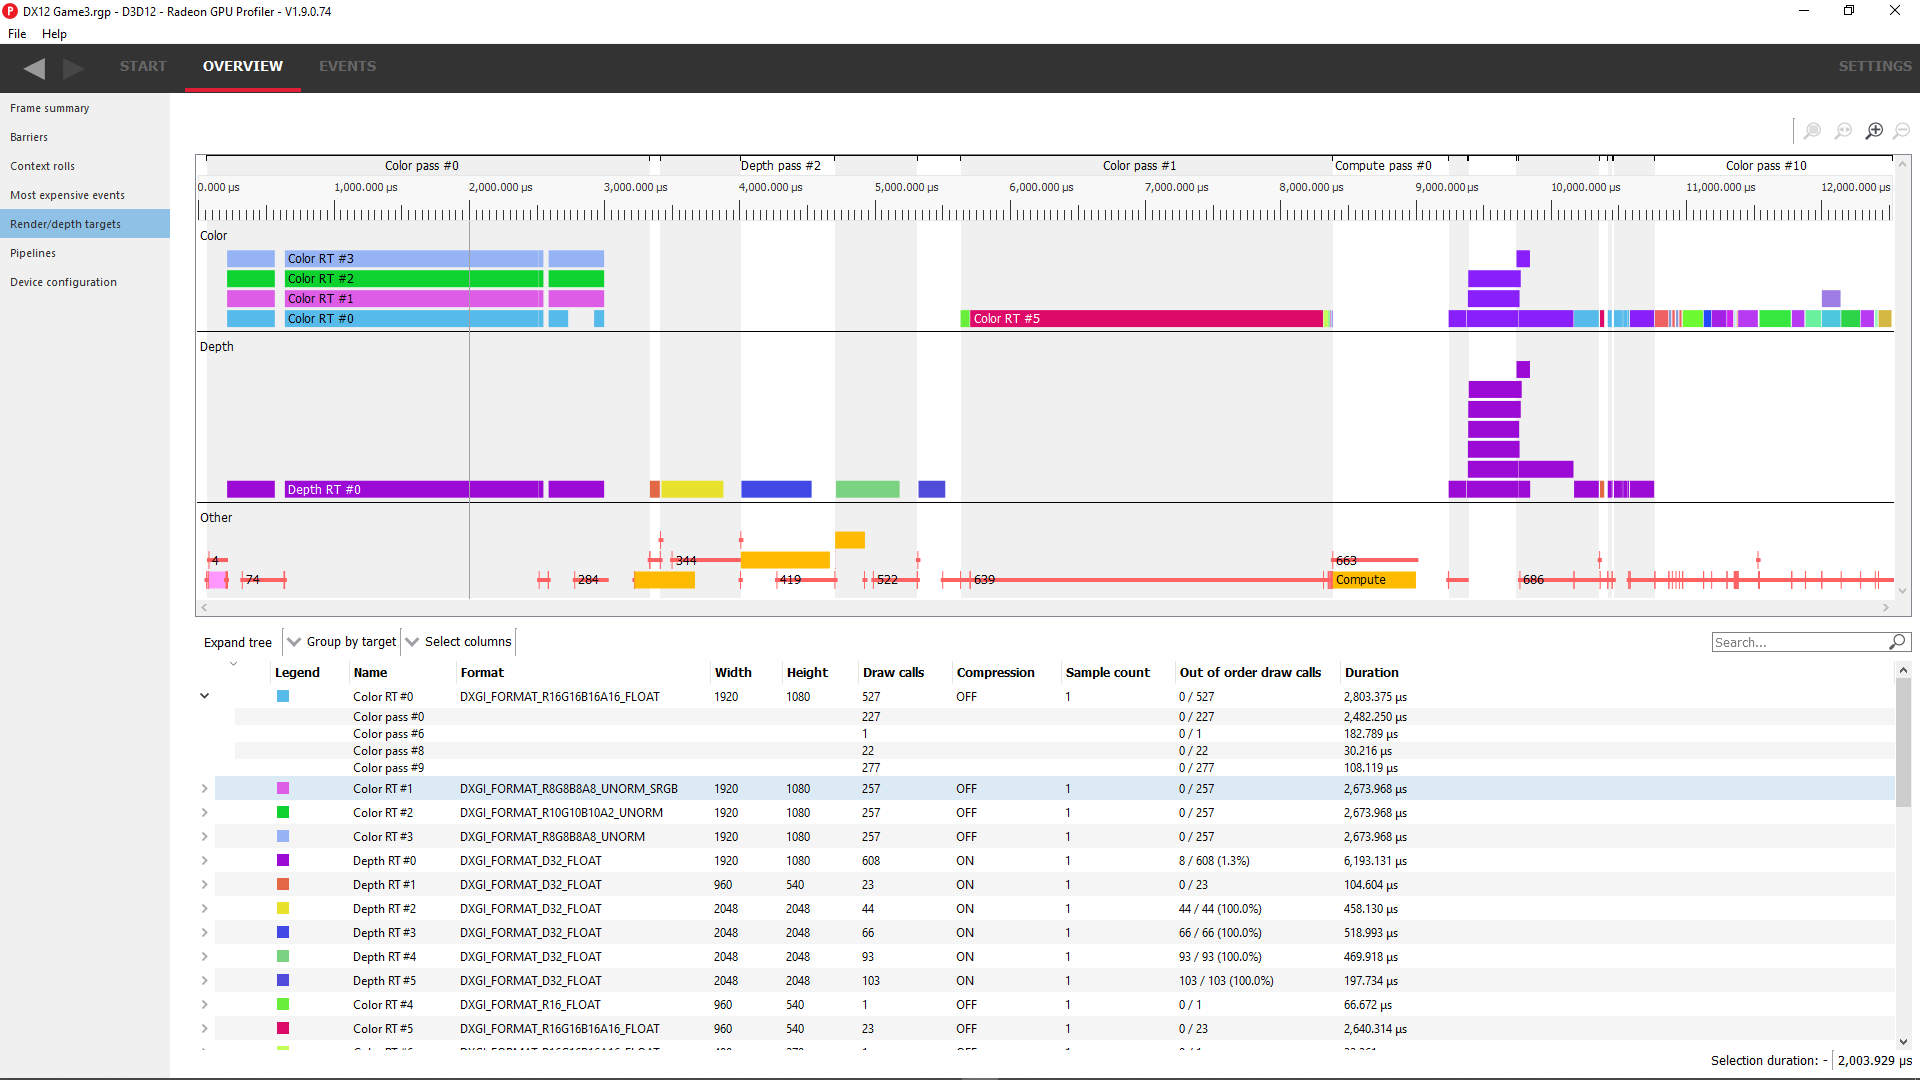 DX12 Game3.rgp - D3D12 - Radeon GPU Profiler - V1.9.0.74
File Help
START OVERVIEW EVENTS SETTINGS
Frame summary
Barriers
Context rolls
Most expensive events
Render/depth targets
Pipelines
Device configuration
Color pass #0 Depth pass #2 Color pass #1 Compute pass #0 Color pass #10
0.000 µs 1,000.000 µs 2,000.000 µs 3,000.000 µs 4,000.000 µs 5,000.000 µs 6,000.000 µs 7,000.000 µs 8,000.000 µs 9,000.000 µs 10,000.000 µs 11,000.000 µs 12,000.000 µs
Color
Color RT #3
Color RT #2
Color RT #1
Color RT #0 Color RT #5
Depth
Depth RT #0
Other
4 344 663
74 284 419 522 639 Compute 686
Expand tree Group by target Select columns Search...
Legend Name Format Width Height Draw calls Compression Sample count Out of order draw calls Duration
Color RT #0 DXGI_FORMAT_R16G16B16A16_FLOAT 1920 1080 527 OFF 1 0 / 527 2,803.375 µs
Color pass #0 227 0 / 227 2,482.250 µs
Color pass #6 1 0 / 1 182.789 µs
Color pass #8 22 0 / 22 30.216 µs
Color pass #9 277 0 / 277 108.119 µs
Color RT #1 DXGI_FORMAT_R8G8B8A8_UNORM_SRGB 1920 1080 257 OFF 1 0 / 257 2,673.968 µs
Color RT #2 DXGI_FORMAT_R10G10B10A2_UNORM 1920 1080 257 OFF 1 0 / 257 2,673.968 µs
Color RT #3 DXGI_FORMAT_R8G8B8A8_UNORM 1920 1080 257 OFF 1 0 / 257 2,673.968 µs
Depth RT #0 DXGI_FORMAT_D32_FLOAT 1920 1080 608 ON 1 8 / 608 (1.3%) 6,193.131 µs
Depth RT #1 DXGI_FORMAT_D32_FLOAT 960 540 23 ON 1 0 / 23 104.604 µs
Depth RT #2 DXGI_FORMAT_D32_FLOAT 2048 2048 44 ON 1 44 / 44 (100.0%) 458.130 µs
Depth RT #3 DXGI_FORMAT_D32_FLOAT 2048 2048 66 ON 1 66 / 66 (100.0%) 518.993 µs
Depth RT #4 DXGI_FORMAT_D32_FLOAT 2048 2048 93 ON 1 93 / 93 (100.0%) 469.918 µs
Depth RT #5 DXGI_FORMAT_D32_FLOAT 2048 2048 103 ON 1 103 / 103 (100.0%) 197.734 µs
Color RT #4 DXGI_FORMAT_R16_FLOAT 960 540 1 OFF 1 0 / 1 66.672 µs
Color RT #5 DXGI_FORMAT_R16G16B16A16_FLOAT 960 540 23 OFF 1 0 / 23 2,640.314 µs
Selection duration: - 2,003.929 µs